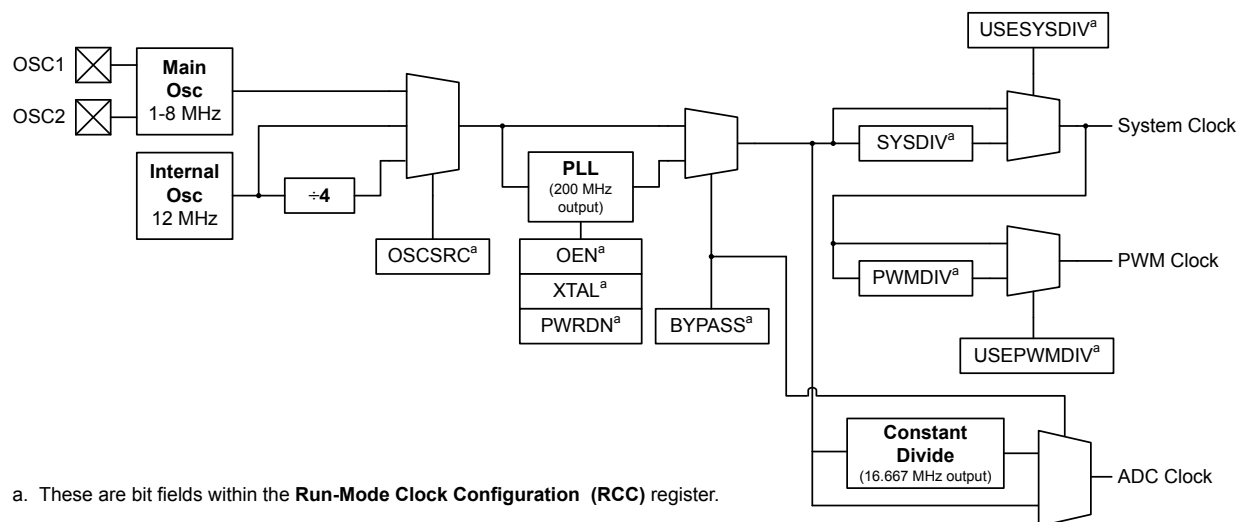 USESYSDIVa
OSC1
Main
Osc
1-8 MHz
OSC2
System Clock
SYSDIVa
Internal
Osc
12 MHz
÷4
PLL
(200 MHz
output)
OSCSRCa
OEN a
XTALa
PWRDNa
BYPASSa
PWM Clock
PWMDIVa
USEPWMDIVa
Constant
Divide
(16.667 MHz output)
ADC Clock
a. These are bit fields within the Run-Mode Clock Configuration (RCC) register.